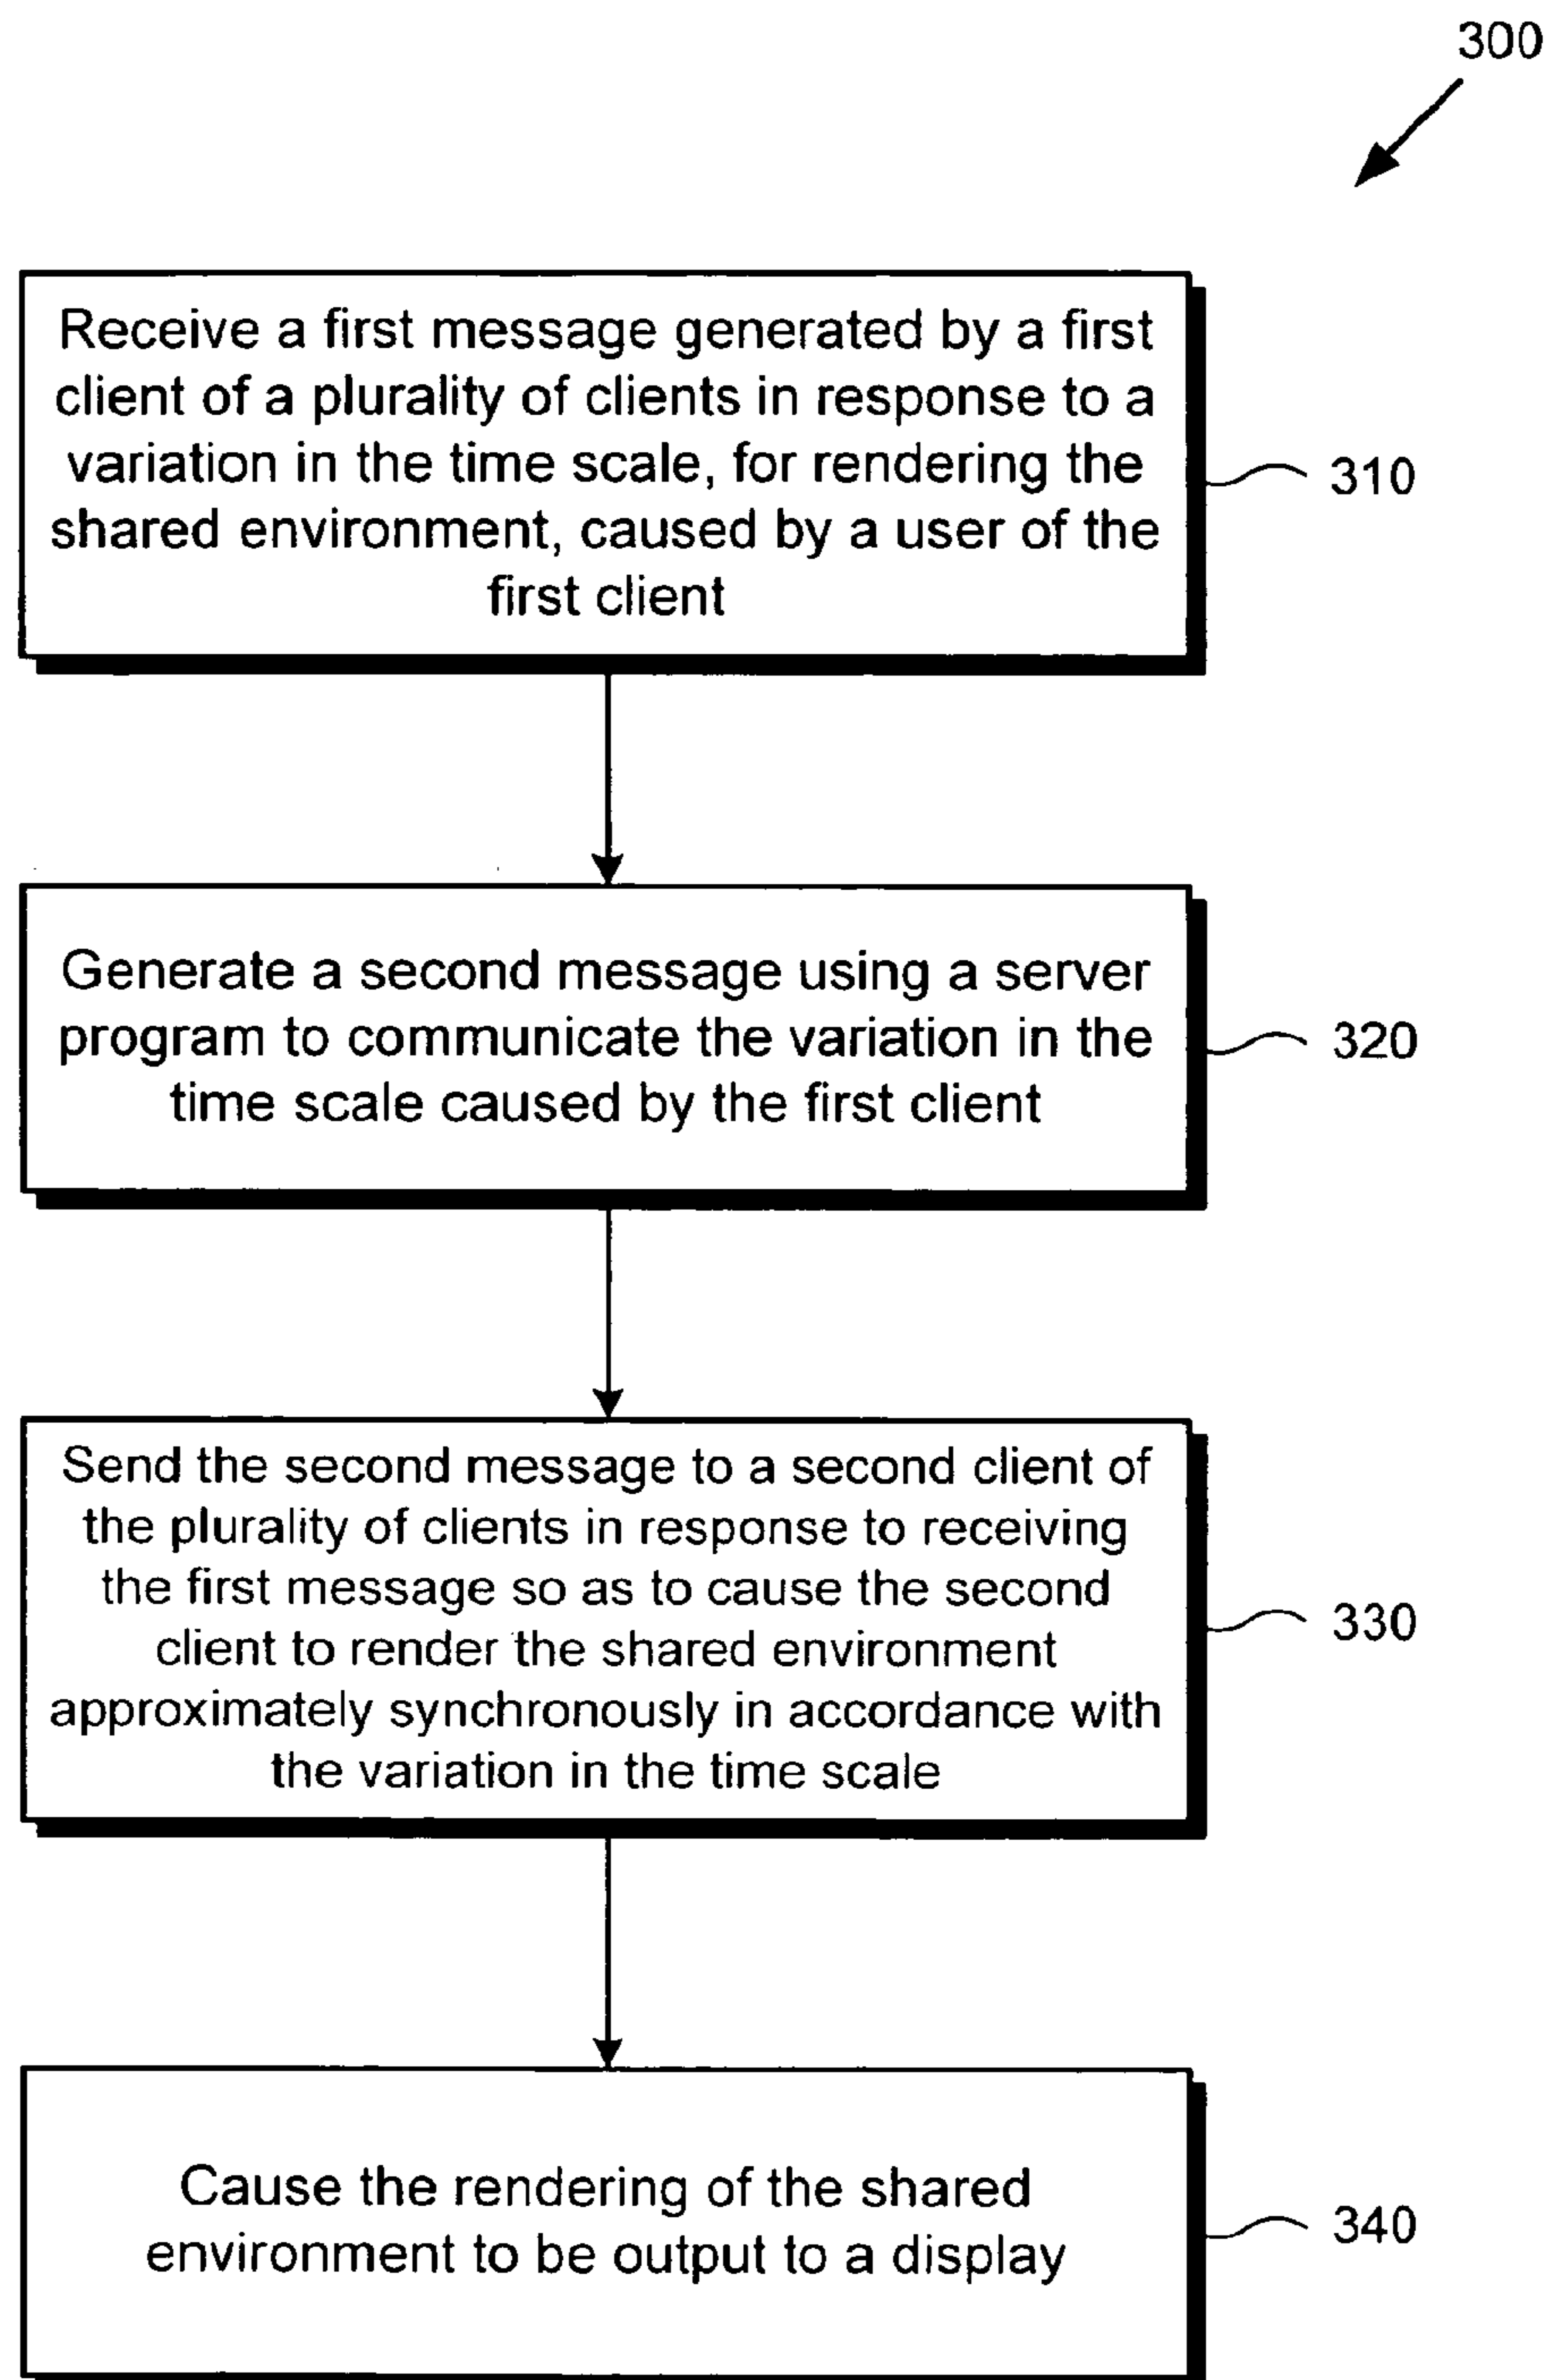 300
Receive a first message generated by a first
client of a plurality of clients in response to a
variation in the time scale, for rendering the
shared environment, caused by a user of the
first client
310
Generate a second message using a server
program to communicate the variation in the
time scale caused by the first client
320
Send the second message to a second client of
the plurality of clients in response to receiving
the first message so as to cause the second
client to render the shared environment
approximately synchronously in accordance with
the variation in the time scale
330
Cause the rendering of the shared
environment to be output to a display
340